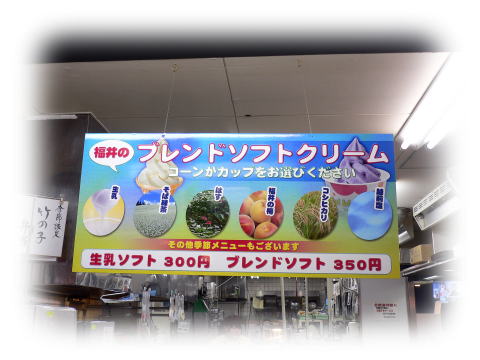 福井の
ブレンドソフトクリーム
コーンかカップをお選びください
生乳
そば抹茶
はす
福井の梅
コシヒカリ
越前塩
その他季節メニューもございます
生乳ソフト 300円 ブレンドソフト 350円
竹の子